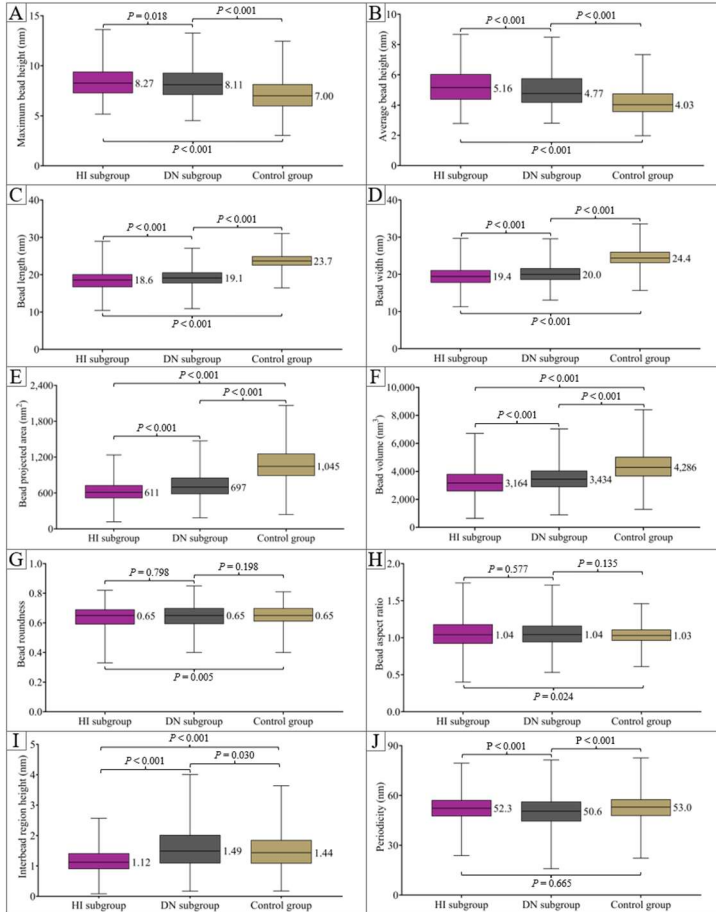 A
Maximum bead height (nm)
15
10
5
0
P = 0.018
P < 0.001
8.27
8.11
7.00
P < 0.001
HI subgroup
DN subgroup
Control group
B
Average bead height (nm)
10
8
6
4
2
0
P < 0.001
P < 0.001
5.16
4.77
4.03
P < 0.001
HI subgroup
DN subgroup
Control group
C
Bead length (nm)
40
30
20
10
0
P < 0.001
P < 0.001
18.6
19.1
23.7
P < 0.001
HI subgroup
DN subgroup
Control group
D
Bead width (nm)
40
30
20
10
0
P < 0.001
P < 0.001
19.4
20.0
24.4
P < 0.001
HI subgroup
DN subgroup
Control group
E
Bead projected area (nm²)
2,400
1,800
1,200
600
0
P < 0.001
P < 0.001
P < 0.001
611
697
1,045
HI subgroup
DN subgroup
Control group
F
Bead volume (nm³)
10,000
8,000
6,000
4,000
2,000
0
P < 0.001
P < 0.001
P < 0.001
3,164
3,434
4,286
HI subgroup
DN subgroup
Control group
G
Bead roundness
1.0
0.8
0.6
0.4
0.2
0.0
P = 0.798
P = 0.198
0.65
0.65
0.65
P = 0.005
HI subgroup
DN subgroup
Control group
H
Bead aspect ratio
2.0
1.5
1.0
0.5
0.0
P = 0.577
P = 0.135
1.04
1.04
1.03
P = 0.024
HI subgroup
DN subgroup
Control group
I
Interbead region height (nm)
5
4
3
2
1
0
P < 0.001
P < 0.001
P = 0.030
1.12
1.49
1.44
HI subgroup
DN subgroup
Control group
J
Periodicity (nm)
90
60
30
0
P < 0.001
P < 0.001
52.3
50.6
53.0
P = 0.665
HI subgroup
DN subgroup
Control group